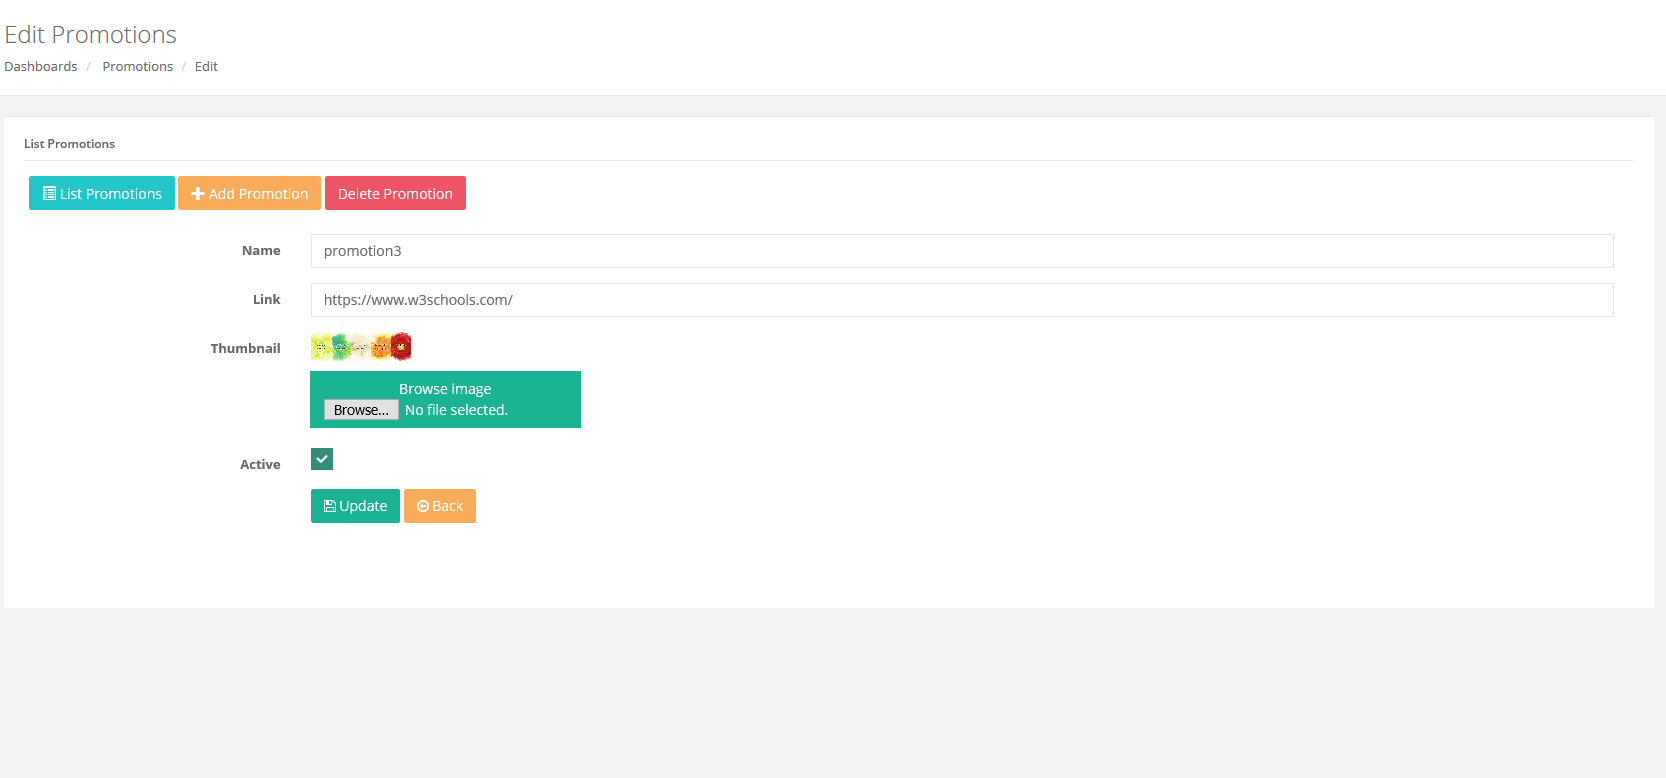 Edit Promotions
Dashboards / Promotions / Edit
List Promotions
List Promotions Add Promotion Delete Promotion
Name promotion3
Link https://www.w3schools.com/
Thumbnail
Browse image
Browse... No file selected.
Active
Update Back